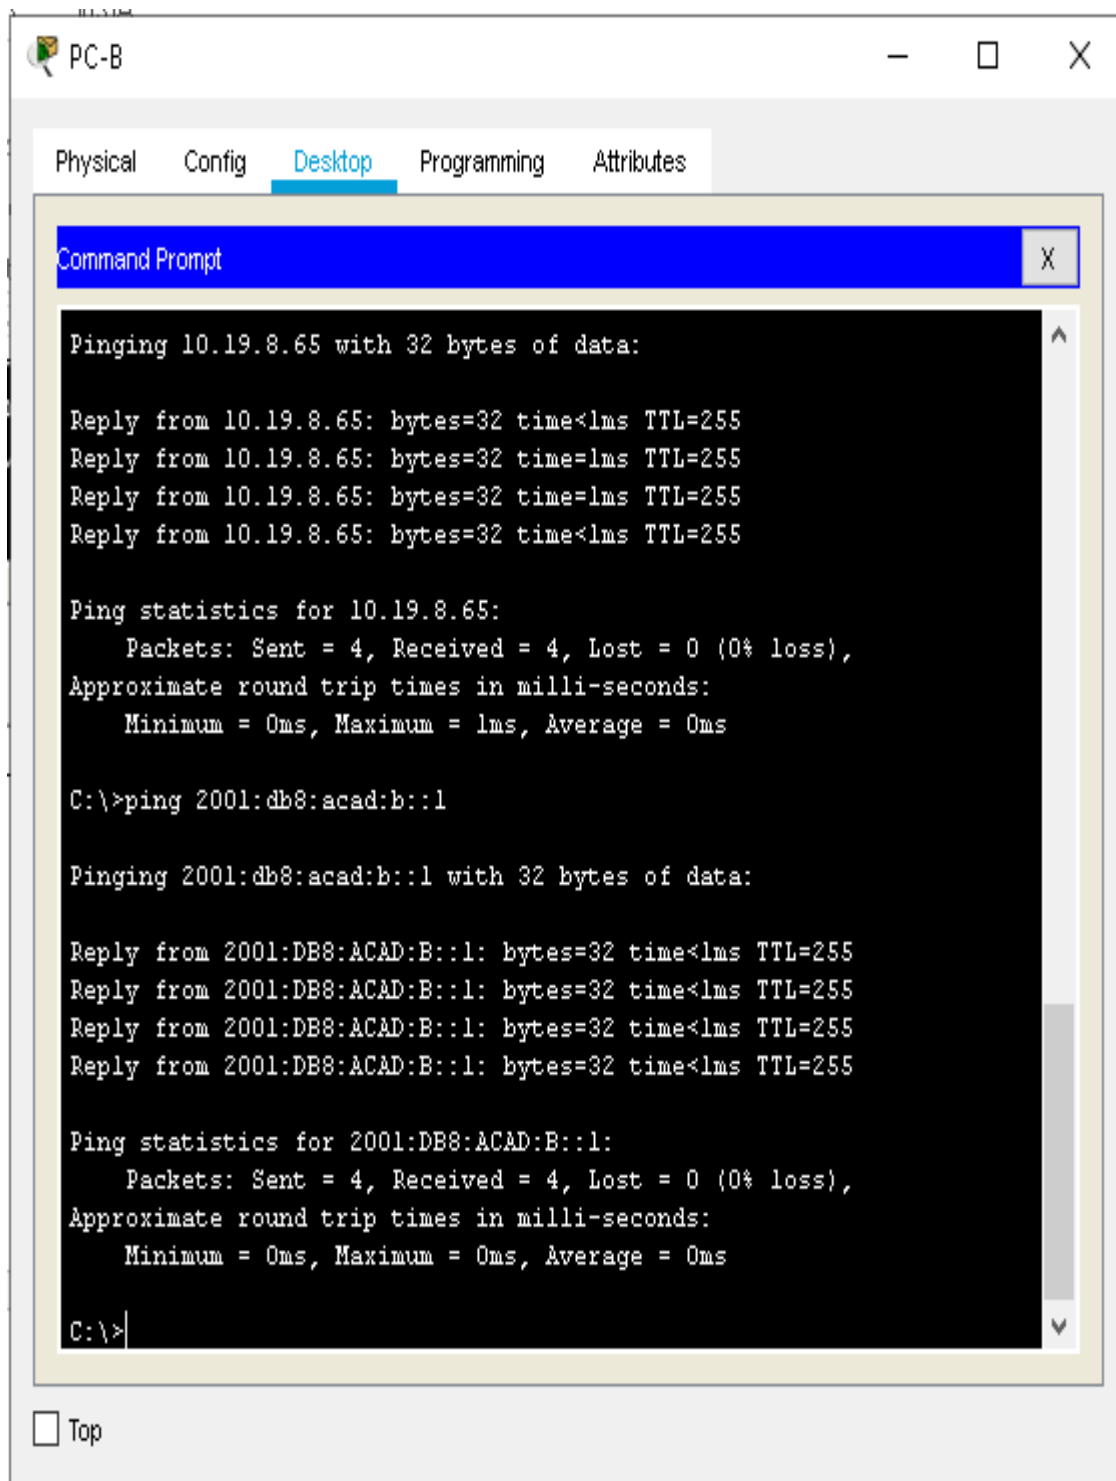 PC-B
Physical Config Desktop Programming Attributes
Command Prompt X
Pinging 10.19.8.65 with 32 bytes of data:
Reply from 10.19.8.65: bytes=32 time<1ms TTL=255
Reply from 10.19.8.65: bytes=32 time=1ms TTL=255
Reply from 10.19.8.65: bytes=32 time=1ms TTL=255
Reply from 10.19.8.65: bytes=32 time<1ms TTL=255
Ping statistics for 10.19.8.65:
Packets: Sent = 4, Received = 4, Lost = 0 (0% loss),
Approximate round trip times in milli-seconds:
Minimum = 0ms, Maximum = 1ms, Average = 0ms
C:\>ping 2001:db8:acad:b::1
Pinging 2001:db8:acad:b::1 with 32 bytes of data:
Reply from 2001:DB8:ACAD:B::1: bytes=32 time<1ms TTL=255
Reply from 2001:DB8:ACAD:B::1: bytes=32 time<1ms TTL=255
Reply from 2001:DB8:ACAD:B::1: bytes=32 time<1ms TTL=255
Reply from 2001:DB8:ACAD:B::1: bytes=32 time<1ms TTL=255
Ping statistics for 2001:DB8:ACAD:B::1:
Packets: Sent = 4, Received = 4, Lost = 0 (0% loss),
Approximate round trip times in milli-seconds:
Minimum = 0ms, Maximum = 0ms, Average = 0ms
C:\>
Top